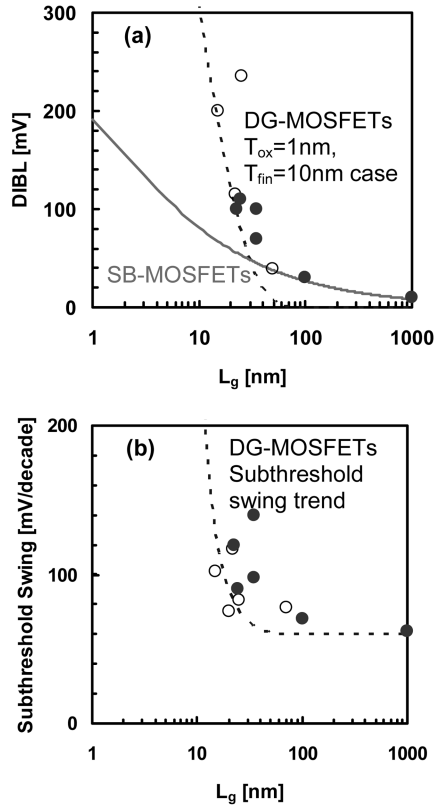 (a)
300
200
100
0
DIBL [mV]
DG-MOSFETs
Tox=1nm,
Tfin=10nm case
SB-MOSFETs
1
10
100
1000
Lg [nm]
(b)
200
100
0
Subthreshold Swing [mV/decade]
DG-MOSFETs
Subthreshold
swing trend
1
10
100
1000
Lg [nm]